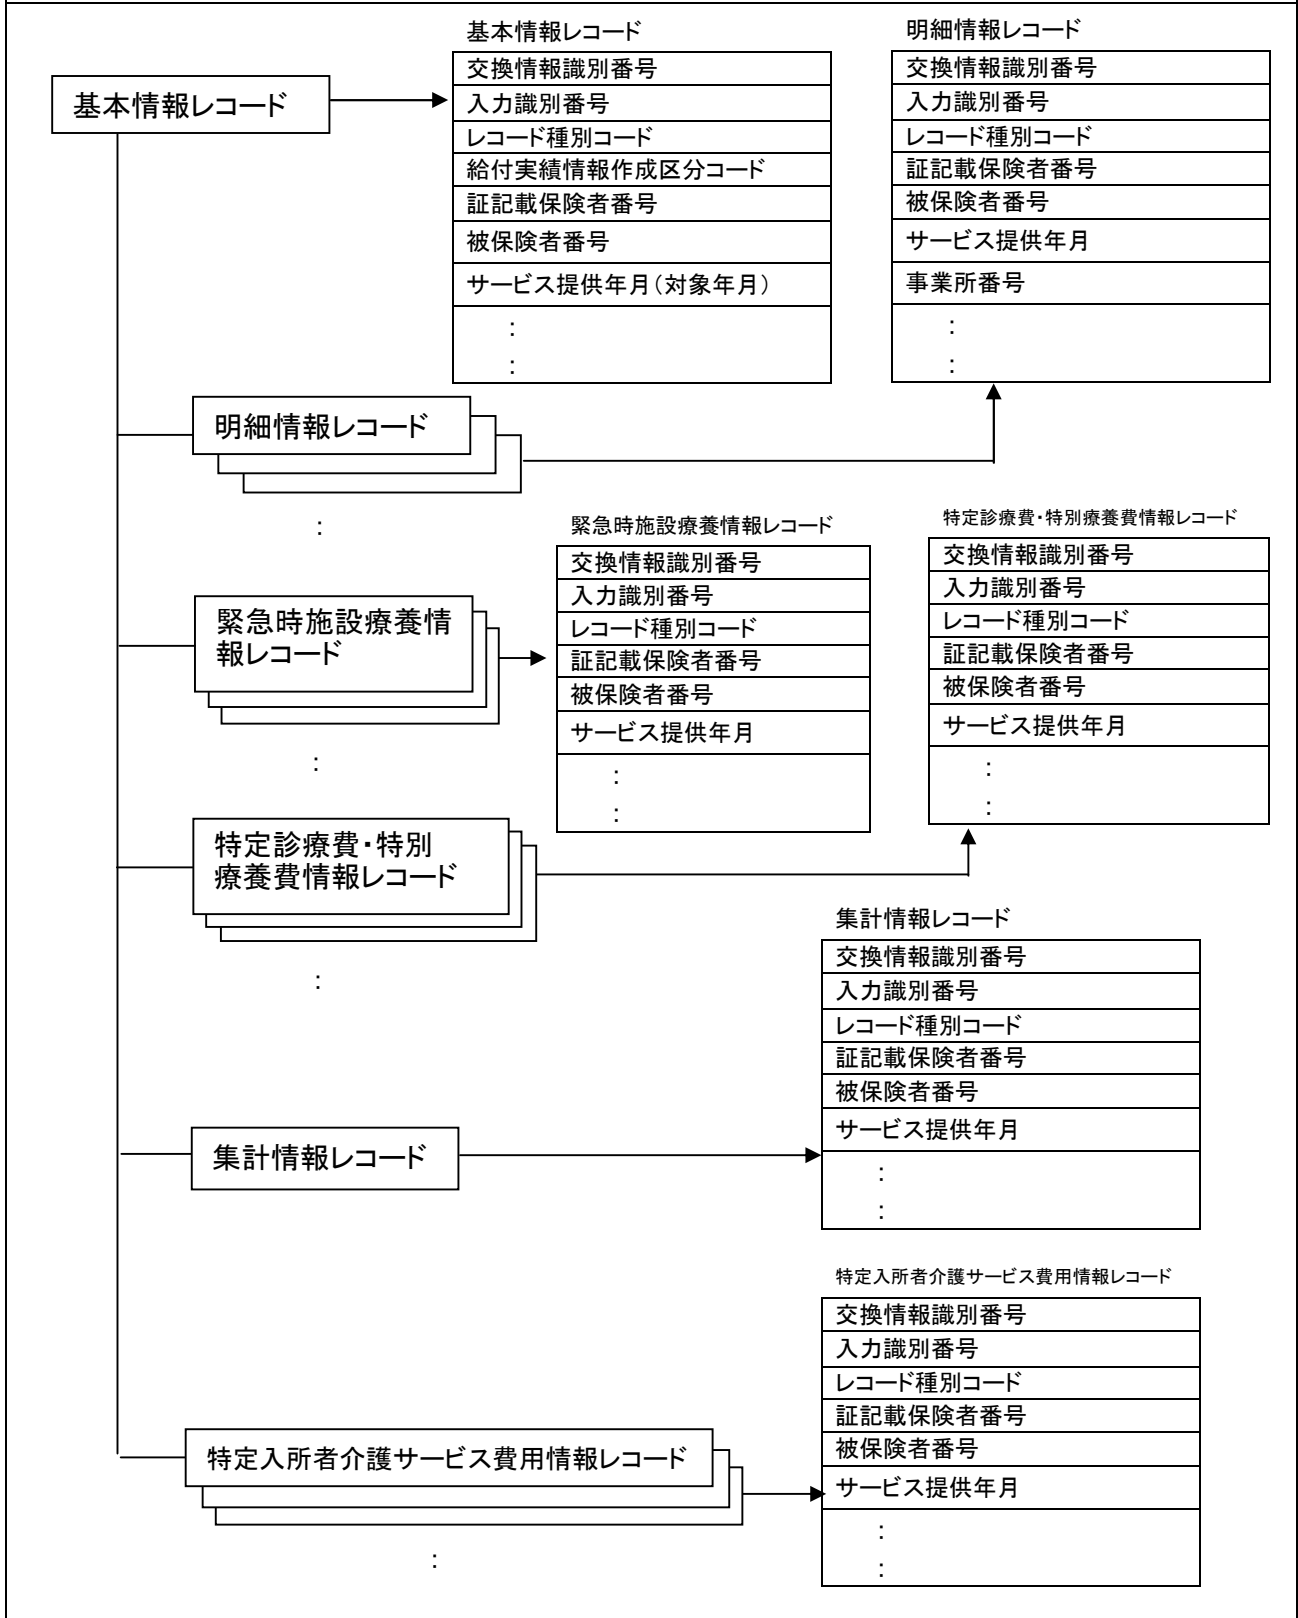 基本情報レコード
基本情報レコード
交換情報識別番号
入力識別番号
レコード種別コード
給付実績情報作成区分コード
証記載保険者番号
被保険者番号
サービス提供年月(対象年月)
:
:
明細情報レコード
交換情報識別番号
入力識別番号
レコード種別コード
証記載保険者番号
被保険者番号
サービス提供年月
事業所番号
:
:
明細情報レコード
:
緊急時施設療養情
報レコード
:
緊急時施設療養情報レコード
交換情報識別番号
入力識別番号
レコード種別コード
証記載保険者番号
被保険者番号
サービス提供年月
:
:
特定診療費・特別療養費情報レコード
交換情報識別番号
入力識別番号
レコード種別コード
証記載保険者番号
被保険者番号
サービス提供年月
:
:
特定診療費・特別
療養費情報レコード
:
集計情報レコード
集計情報レコード
交換情報識別番号
入力識別番号
レコード種別コード
証記載保険者番号
被保険者番号
サービス提供年月
:
:
特定入所者介護サービス費用情報レコード
:
特定入所者介護サービス費用情報レコード
交換情報識別番号
入力識別番号
レコード種別コード
証記載保険者番号
被保険者番号
サービス提供年月
:
: